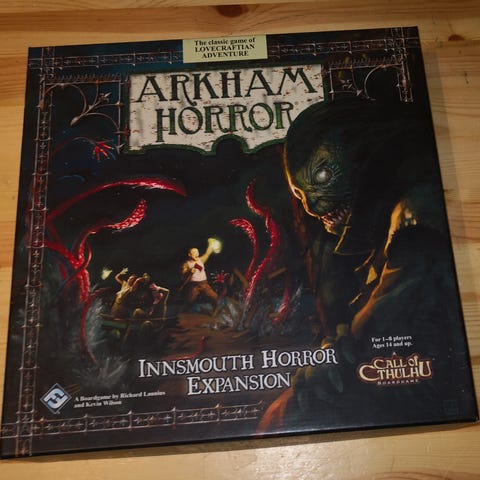 The classic game of
LOVECRAFTIAN
ADVENTURE
ARKHAM
HORROR
INNSMOUTH HORROR
EXPANSION
For 1-8 players
Ages 14 and up.
A
CALL OF
CTHULHU
BOARDGAME
A Boardgame by Richard Launius
and Kevin Wilson